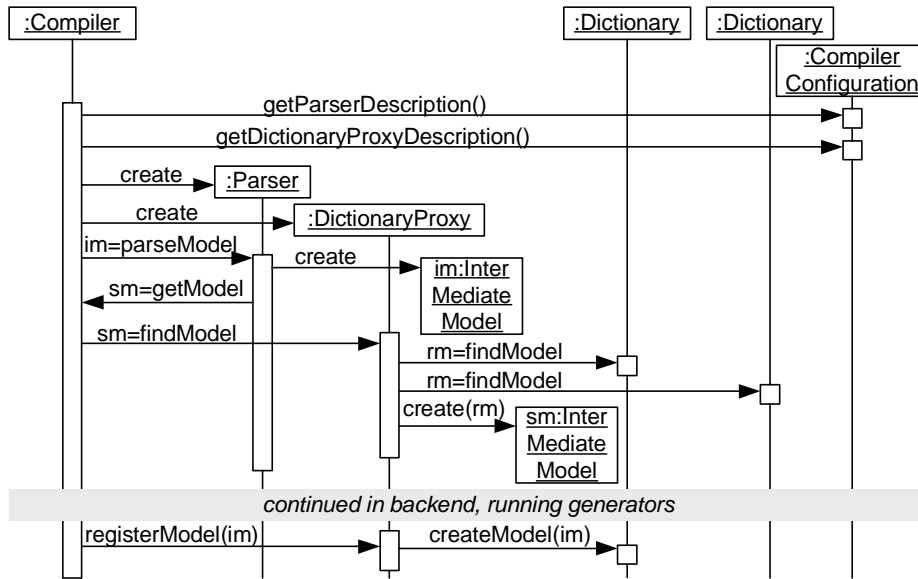 :Compiler
:Dictionary
:Dictionary
:Compiler
Configuration
getParserDescription()
getDictionaryProxyDescription()
create
:Parser
create
:DictionaryProxy
im=parseModel
create
im:Inter
Mediate
Model
sm=getModel
sm=findModel
rm=findModel
rm=findModel
create(rm)
sm:Inter
Mediate
Model
continued in backend, running generators
registerModel(im)
createModel(im)